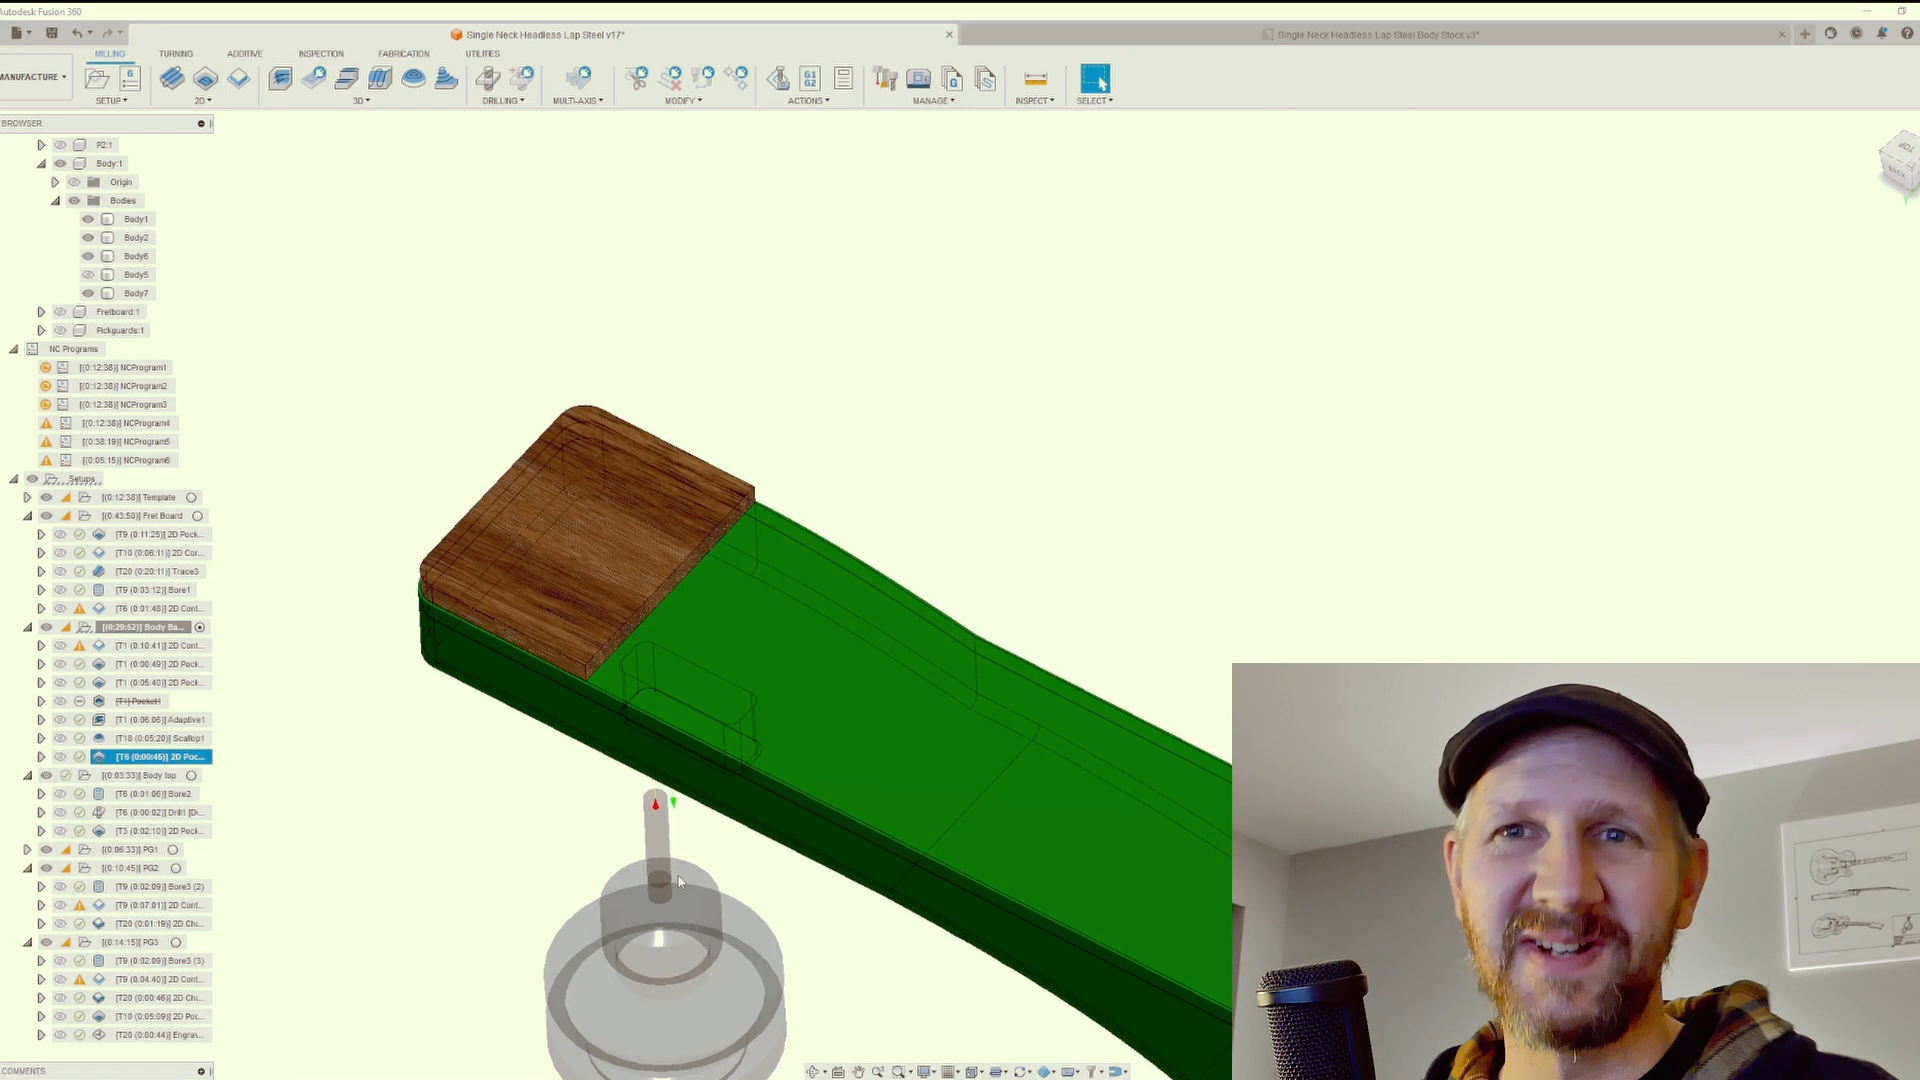 Autodesk Fusion 360
Single Neck Headless Lap Steel v17*
Single Neck Headless Lap Steel Body Stock v3*
MILLING
TURNING
ADDITIVE
INSPECTION
FABRICATION
UTILITIES
MANUFACTURE
G1
G2
SETUP
2D
3D
DRILLING
MULTI-AXIS
MODIFY
ACTIONS
MANAGE
INSPECT
SELECT
BROWSER
P2:1
Body:1
Origin
Bodies
Body1
Body2
Body6
Body5
Body7
Fretboard:1
Pickguards:1
NC Programs
[(0:12:38)] NCProgram1
[(0:12:38)] NCProgram2
[(0:12:38)] NCProgram3
[(0:12:38)] NCProgram4
[(0:38:19)] NCProgram5
[(0:05:15)] NCProgram6
Setups
[(0:12:38)] Template
[(0:43:50)] Fret Board
[T9 (0:11:25)] 2D Pock...
[T10 (0:06:11)] 2D Cor...
[T20 (0:20:11)] Trace3
[T9 (0:03:12)] Bore1
[T6 (0:01:48)] 2D Cont...
[(0:29:52)] Body Ba...
[T1 (0:10:41)] 2D Cont...
[T1 (0:00:49)] 2D Pock...
[T1 (0:05:40)] 2D Pock...
[T1] Pocket1
[T1 (0:06:06)] Adaptive1
[T18 (0:05:20)] Scallop1
[T6 (0:00:45)] 2D Poc...
[(0:03:33)] Body top
[T6 (0:01:06)] Bore2
[T6 (0:00:02)] Drill1 [D...
[T3 (0:02:10)] 2D Pock...
[(0:06:33)] PG1
[(0:10:45)] PG2
[T9 (0:02:09)] Bore3 (2)
[T9 (0:07:01)] 2D Cont...
[T20 (0:01:19)] 2D Ch...
[(0:14:15)] PG3
[T9 (0:02:09)] Bore3 (3)
[T9 (0:04:40)] 2D Cont...
[T20 (0:00:46)] 2D Ch...
[T10 (0:05:09)] 2D Poc...
[T20 (0:00:44)] Engrav...
COMMENTS
TOP
BACK